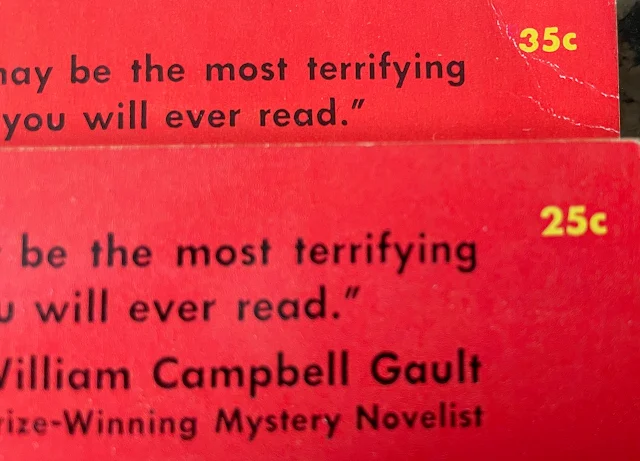 35c
may be the most terrifying
you will ever read.”
25c
be the most terrifying
will ever read.”
William Campbell Gault
Prize-Winning Mystery Novelist